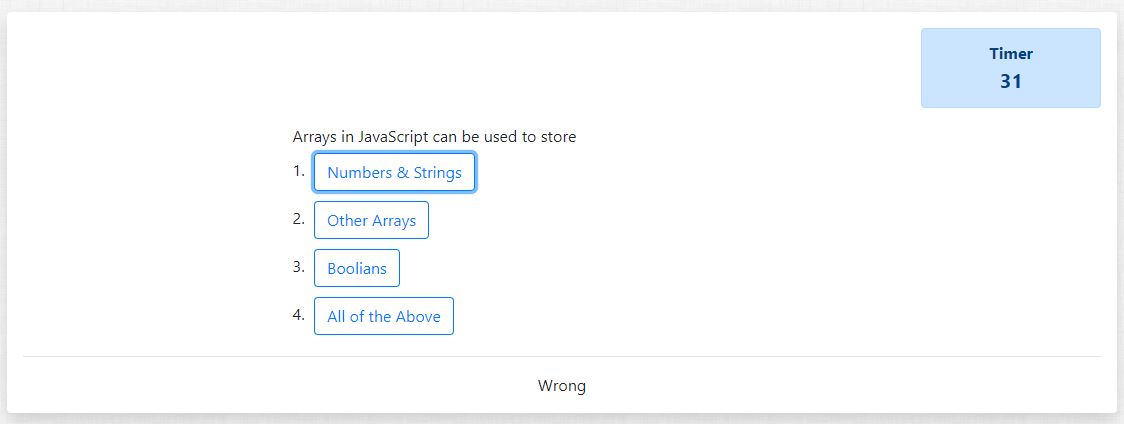 Timer
31
Arrays in JavaScript can be used to store
1. Numbers & Strings
2. Other Arrays
3. Boolians
4. All of the Above
Wrong